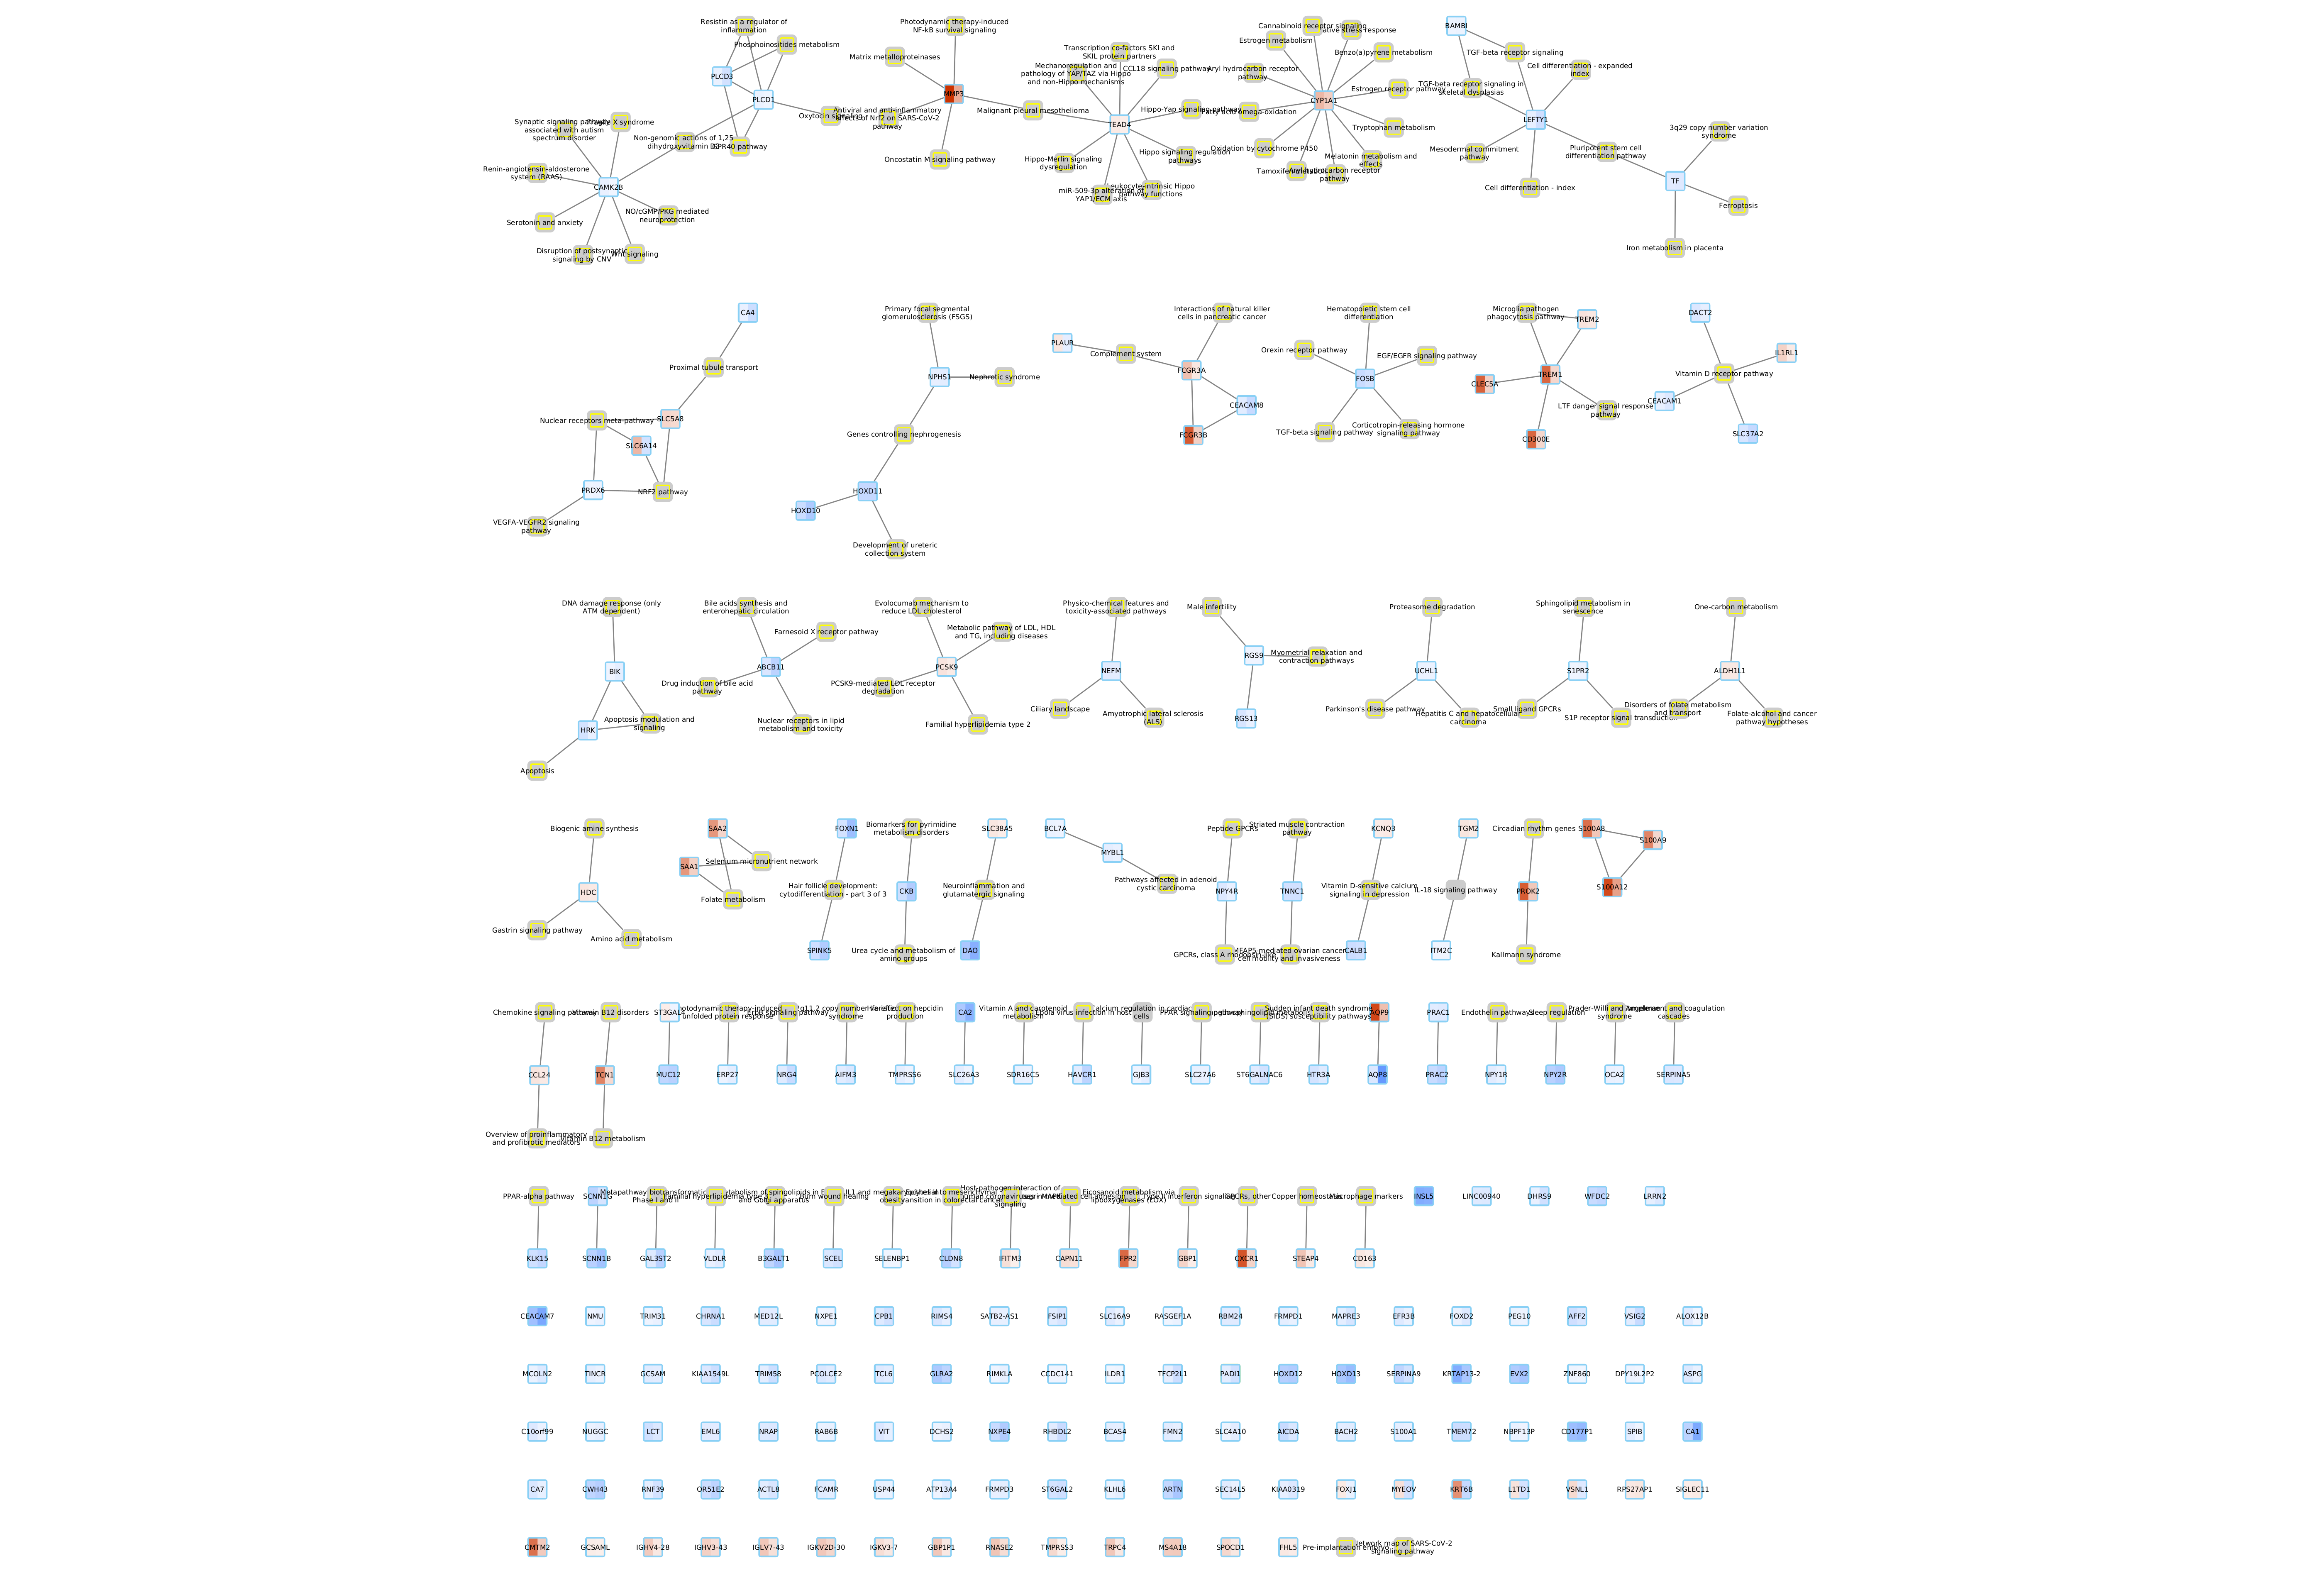 Resistin as a regulator of
inflammation
Phosphoinositides metabolism
PLCD3
PLCD1
Synaptic signaling pathways
associated with autism
spectrum disorder
Fragile X syndrome
Non-genomic actions of 1,25
dihydroxyvitamin D3
GPR40 pathway
Oxytocin signaling
Renin-angiotensin-aldosterone
system (RAAS)
CAMK2B
Serotonin and anxiety
NO/cGMP/PKG mediated
neuroprotection
Disruption of postsynaptic
signaling by CNV
Wnt signaling
Photodynamic therapy-induced
NF-kB survival signaling
Matrix metalloproteinases
MMP3
Antiviral and anti-inflammatory
effects of Nrf2 on SARS-CoV-2
pathway
Oncostatin M signaling pathway
Malignant pleural mesothelioma
Transcription co-factors SKI and
SKIL protein partners
Mechanoregulation and
pathology of YAP/TAZ via Hippo
and non-Hippo mechanisms
CCL18 signaling pathway
Hippo-Yap signaling pathway
TEAD4
Hippo-Merlin signaling
dysregulation
Hippo signaling regulation
pathways
miR-509-3p alteration of
YAP1/ECM axis
Leukocyte-intrinsic Hippo
pathway functions
Cannabinoid receptor signaling
stress response
Estrogen metabolism
Benzo(a)pyrene metabolism
Aryl hydrocarbon receptor
pathway
Estrogen receptor pathway
CYP1A1
Fatty acid omega-oxidation
Tryptophan metabolism
Oxidation by cytochrome P450
Melatonin metabolism and
effects
Tamoxifen
Aryl hydrocarbon receptor
pathway
BAMBI
TGF-beta receptor signaling
Cell differentiation - expanded
index
TGF-beta receptor signaling in
skeletal dysplasias
LEFTY1
Mesodermal commitment
pathway
Cell differentiation - index
Pluripotent stem cell
differentiation pathway
3q29 copy number variation
syndrome
TF
Ferroptosis
Iron metabolism in placenta
CA4
Proximal tubule transport
Nuclear receptors meta-pathway
SLC5A8
SLC6A14
PRDX6
NRF2 pathway
VEGFA-VEGFR2 signaling
pathway
Primary focal segmental
glomerulosclerosis (FSGS)
NPHS1
Nephrotic syndrome
Genes controlling nephrogenesis
HOXD11
HOXD10
Development of ureteric
collection system
Interactions of natural killer
cells in pancreatic cancer
PLAUR
Complement system
FCGR3A
CEACAM8
FCGR3B
Hematopoietic stem cell
differentiation
Orexin receptor pathway
EGF/EGFR signaling pathway
FOSB
TGF-beta signaling pathway
Corticotropin-releasing hormone
signaling pathway
Microglia pathogen
phagocytosis pathway
TREM2
TREM1
CLEC5A
LTF danger signal response
pathway
CD300E
DACT2
IL1RL1
Vitamin D receptor pathway
CEACAM1
SLC37A2
DNA damage response (only
ATM dependent)
BIK
HRK
Apoptosis modulation and
signaling
Apoptosis
Bile acids synthesis and
enterohepatic circulation
Farnesoid X receptor pathway
ABCB11
Drug induction of bile acid
pathway
Nuclear receptors in lipid
metabolism and toxicity
Evolocumab mechanism to
reduce LDL cholesterol
Metabolic pathway of LDL, HDL
and TG, including diseases
PCSK9
PCSK9-mediated LDL receptor
degradation
Familial hyperlipidemia type 2
Physico-chemical features and
toxicity-associated pathways
NEFM
Ciliary landscape
Amyotrophic lateral sclerosis
(ALS)
Male infertility
RGS9
Myometrial relaxation and
contraction pathways
RGS13
Proteasome degradation
UCHL1
Parkinson's disease pathway
Hepatitis C and hepatocellular
carcinoma
Sphingolipid metabolism in
senescence
S1PR2
Small ligand GPCRs
S1P receptor signal transduction
One-carbon metabolism
ALDH1L1
Disorders of folate metabolism
and transport
Folate-alcohol and cancer
pathway hypotheses
Biogenic amine synthesis
HDC
Gastrin signaling pathway
Amino acid metabolism
SAA2
SAA1
Selenium micronutrient network
Folate metabolism
FOXN1
Hair follicle development:
cytodifferentiation - part 3 of 3
SPINK5
Biomarkers for pyrimidine
metabolism disorders
CKB
Urea cycle and metabolism of
amino groups
SLC38A5
Neuroinflammation and
glutamatergic signaling
DAO
BCL7A
MYBL1
Pathways affected in adenoid
cystic carcinoma
Peptide GPCRs
NPY4R
GPCRs, class A rhodopsin-like
Striated muscle contraction
pathway
TNNC1
MFAP5-mediated ovarian cancer
cell motility and invasiveness
KCNQ3
Vitamin D-sensitive calcium
signaling in depression
CALB1
TGM2
IL-18 signaling pathway
ITM2C
Circadian rhythm genes
PROK2
Kallmann syndrome
S100A8
S100A9
S100A12
Chemokine signaling pathway
CCL24
Overview of proinflammatory
and profibrotic mediators
Vitamin B12 disorders
TCN1
Vitamin B12 metabolism
ST3GAL4
MUC12
Photodynamic therapy-induced
unfolded protein response
ERP27
ErbB signaling pathway
NRG4
copy number
syndrome
AIFM3
effect on hepcidin
production
TMPRSS6
CA2
SLC26A3
Vitamin A and carotenoid
metabolism
SDR16C5
Ebola virus infection in host
HAVCR1
Calcium regulation in cardiac
cells
GJB3
PPAR signaling pathway
SLC27A6
ST6GALNAC6
Sudden infant death syndrome
(SIDS) susceptibility pathways
HTR3A
AQP9
AQP8
PRAC1
PRAC2
Endothelin pathways
NPY1R
Sleep regulation
NPY2R
Prader-Willi and Angelman
syndrome
OCA2
and coagulation
cascades
SERPINA5
PPAR-alpha pathway
KLK15
SCNN1G
SCNN1B
Metapathway biotransformation
Phase I and II
GAL3ST2
Familial hyperlipidemia type
VLDLR
metabolism of spingolipids in
and Golgi apparatus
B3GALT1
Burn wound healing
SCEL
and megakaryocytes in
obesity
SELENBP1
Epithelial to mesenchymal
transition in colorectal cancer
CLDN8
Host-pathogen interaction of
human coronaviruses
signaling
IFITM3
CAPN11
Eicosanoid metabolism via
lipoxygenases (LOX)
FPR2
interferon signaling
GBP1
GPCRs, other
CXCR1
Copper homeostasis
STEAP4
Macrophage markers
CD163
INSL5
LINC00940
DHRS9
WFDC2
LRRN2
CEACAM7
NMU
TRIM31
CHRNA1
MED12L
NXPE1
CPB1
RIMS4
SATB2-AS1
FSIP1
SLC16A9
RASGEF1A
RBM24
FRMPD1
MAPRE3
EFR3B
FOXD2
PEG10
AFF2
VSIG2
ALOX12B
MCOLN2
TINCR
GCSAM
KIAA1549L
TRIM58
PCOLCE2
TCL6
GLRA2
RIMKLA
CCDC141
ILDR1
TFCP2L1
PADI1
HOXD12
HOXD13
SERPINA9
KRTAP13-2
EVX2
ZNF860
DPY19L2P2
ASPG
C10orf99
NUGGC
LCT
EML6
NRAP
RAB6B
VIT
DCHS2
NXPE4
RHBDL2
BCAS4
FMN2
SLC4A10
AICDA
BACH2
S100A1
TMEM72
NBPF13P
CD177P1
SPIB
CA1
CA7
CWH43
RNF39
OR51E2
ACTL8
FCAMR
USP44
ATP13A4
FRMPD3
ST6GAL2
KLHL6
ARTN
SEC14L5
KIAA0319
FOXJ1
MYEOV
KRT6B
L1TD1
VSNL1
RPS27AP1
SIGLEC11
CMTM2
GCSAML
IGHV4-28
IGHV3-43
IGLV7-43
IGKV2D-30
IGKV3-7
GBP1P1
RNASE2
TMPRSS3
TRPC4
MS4A18
SPOCD1
FHL5
Pre-implantation embryo
Network map of SARS-CoV-2
signaling pathway